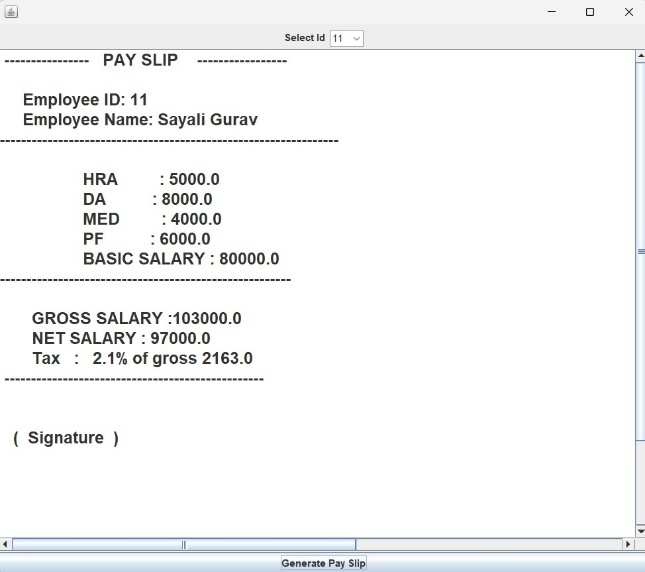 Select Id 11
---------------- PAY SLIP -----------------
Employee ID: 11
Employee Name: Sayali Gurav
----------------------------------------------------------------
HRA : 5000.0
DA : 8000.0
MED : 4000.0
PF : 6000.0
BASIC SALARY : 80000.0
-------------------------------------------------------
GROSS SALARY :103000.0
NET SALARY : 97000.0
Tax : 2.1% of gross 2163.0
-------------------------------------------------
( Signature )
Generate Pay Slip